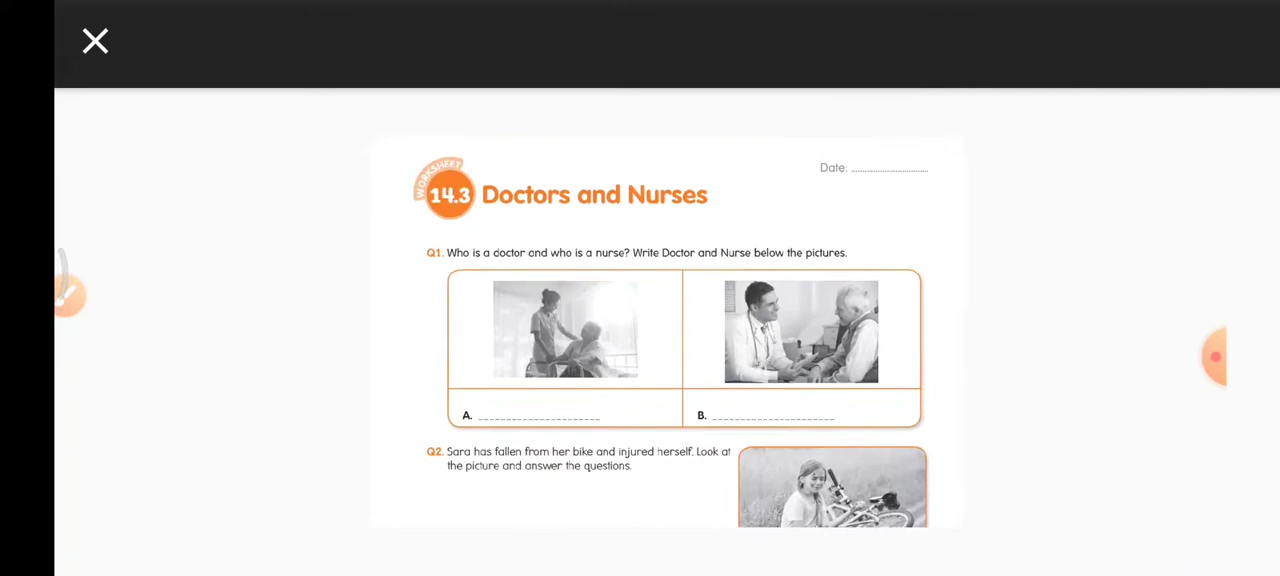 Date:
WORKSHEET
14.3 Doctors and Nurses
Q1. Who is a doctor and who is a nurse? Write Doctor and Nurse below the pictures.
A.
B.
Q2. Sara has fallen from her bike and injured herself. Look at
the picture and answer the questions.